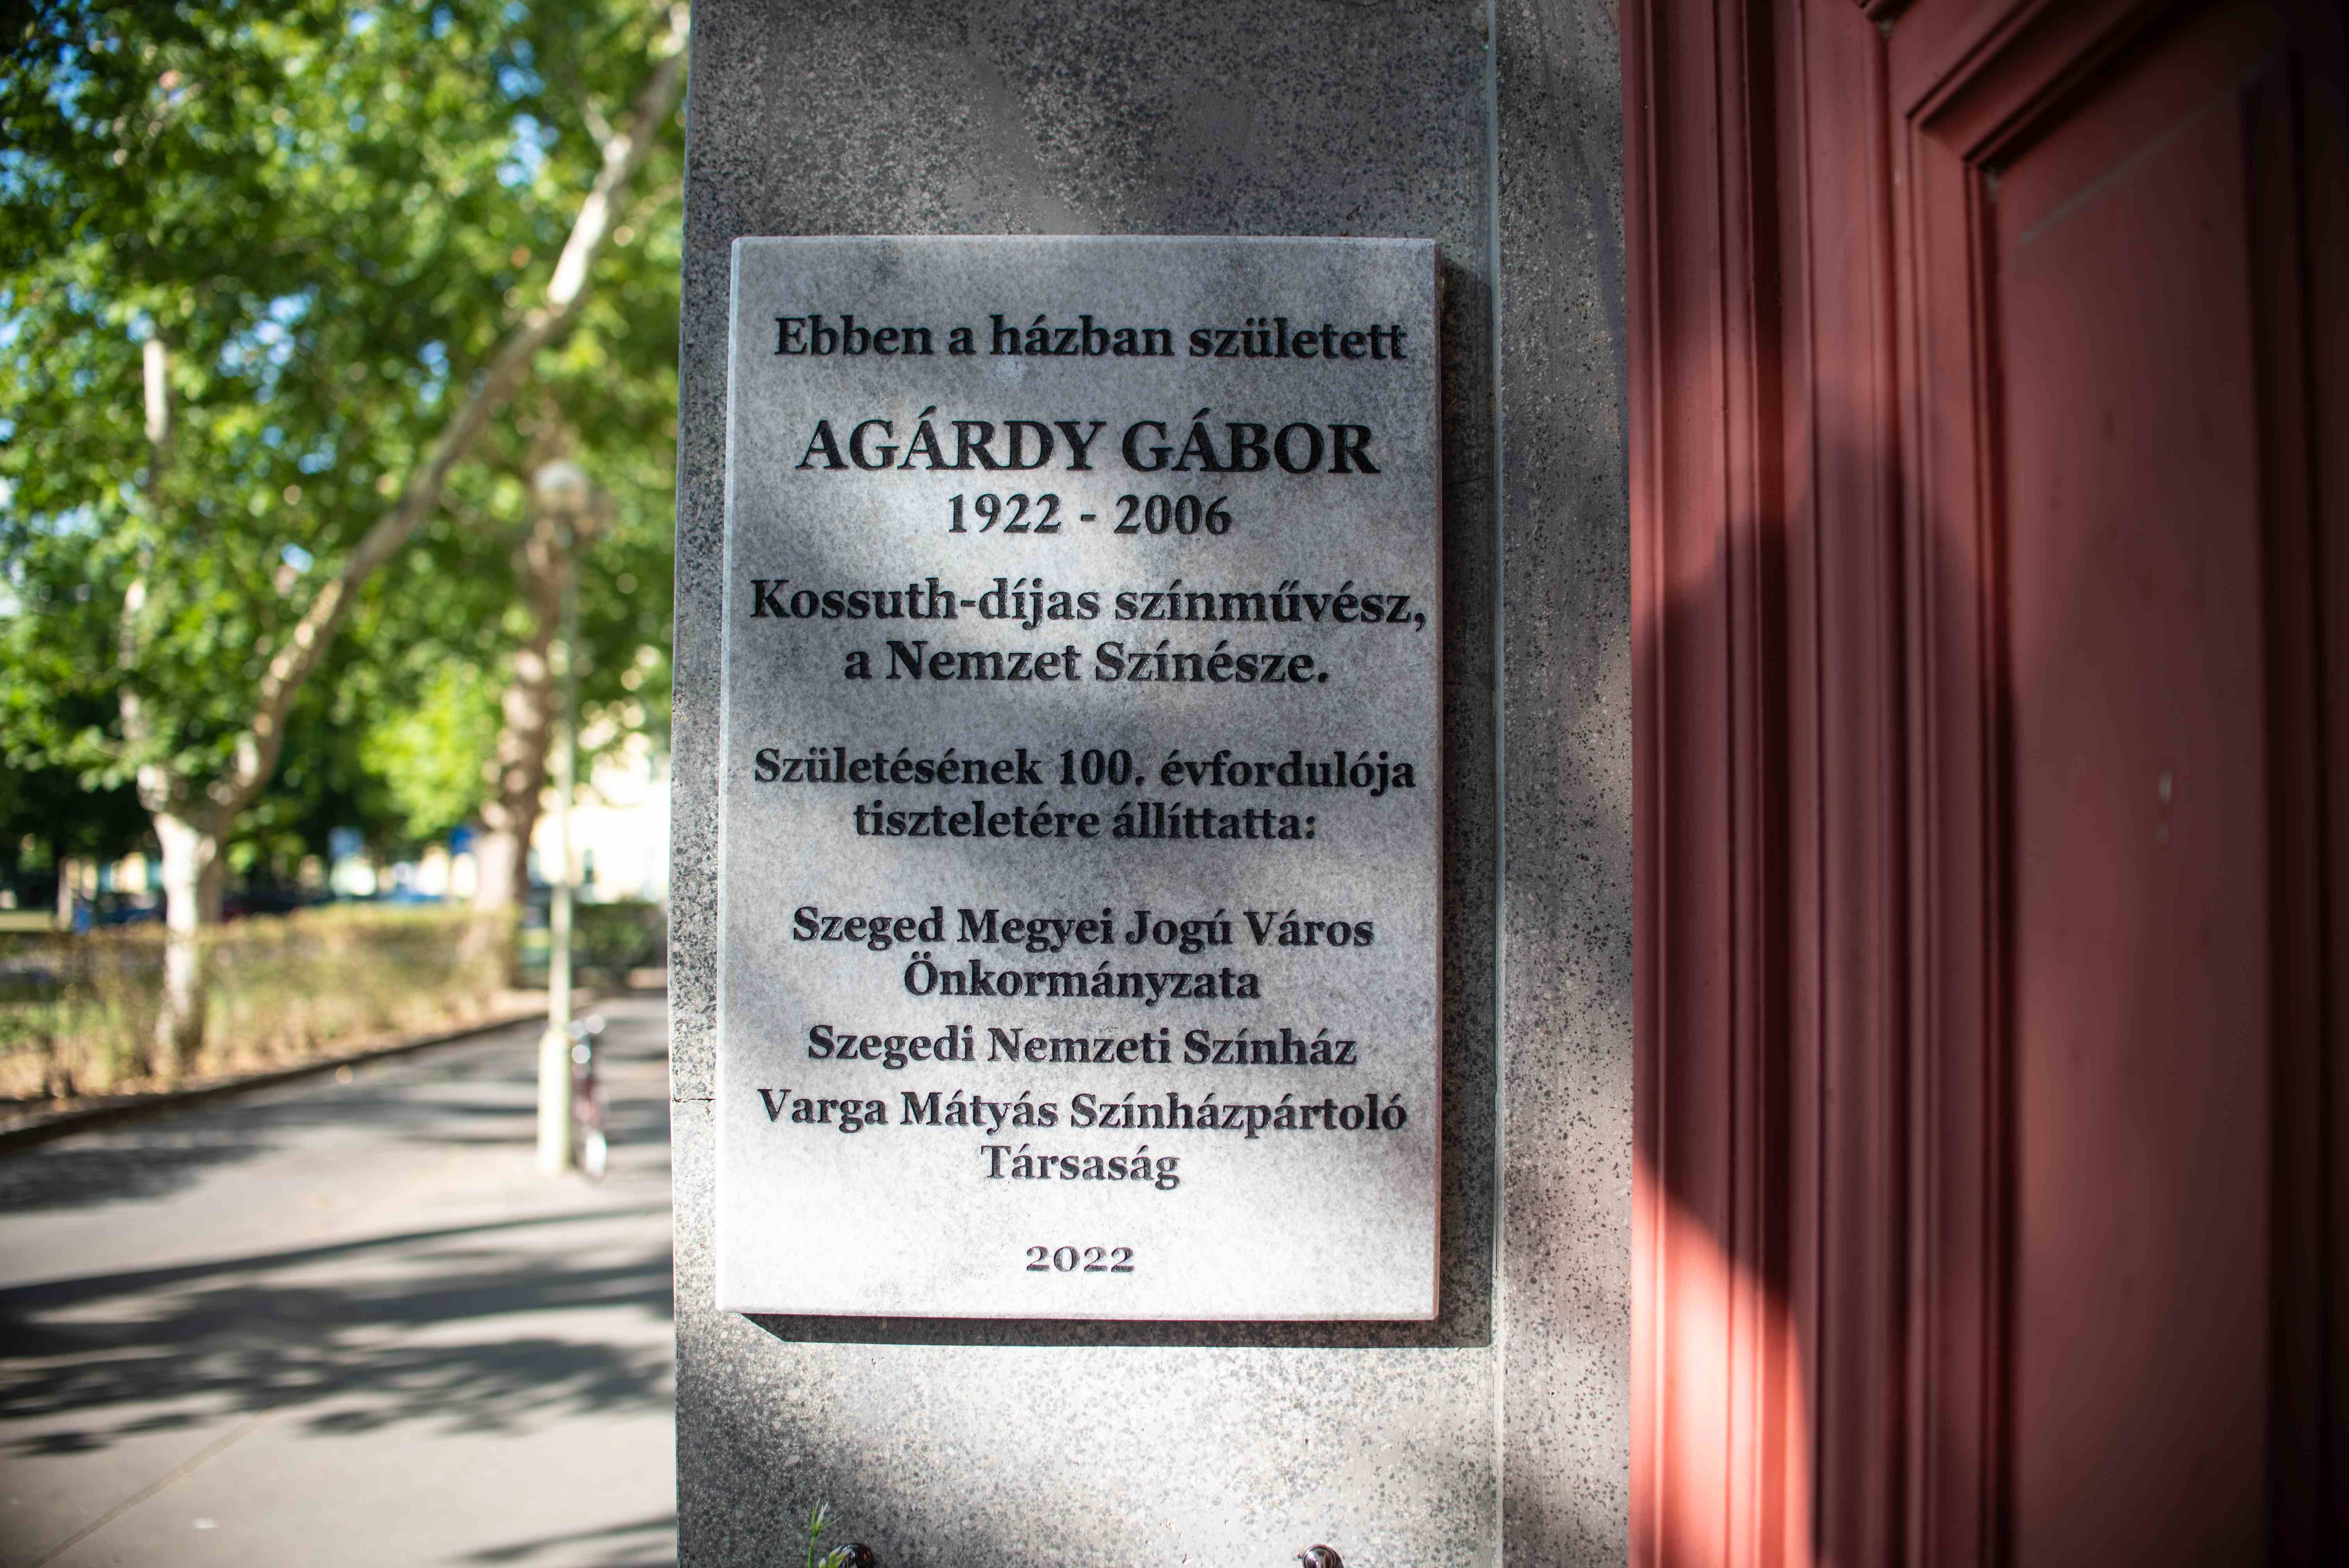 Ebben a házban született
AGÁRDY GÁBOR
1922 - 2006
Kossuth-díjas színművész,
a Nemzet Színésze.
Születésének 100. évfordulója
tiszteletére állíttatta:
Szeged Megyei Jogú Város
Önkormányzata
Szegedi Nemzeti Színház
Varga Mátyás Színházpártoló
Társaság
2022